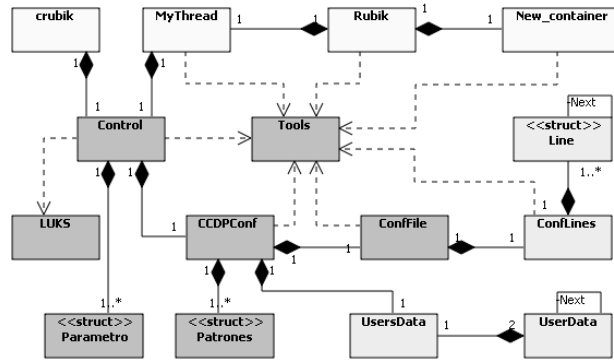 crubik
MyThread
Rubik
New_container
1
1
1
1
1
1
1
1
-Next
<<struct>>
Line
Control
Tools
1
1
1
1..*
LUKS
CCDPConf
ConfFile
ConfLines
1
1
1
1
1
1
1
1
1..*
1..*
1
-Next
<<struct>>
Parametro
<<struct>>
Patrones
UsersData
1
2
<<struct>>
UserData